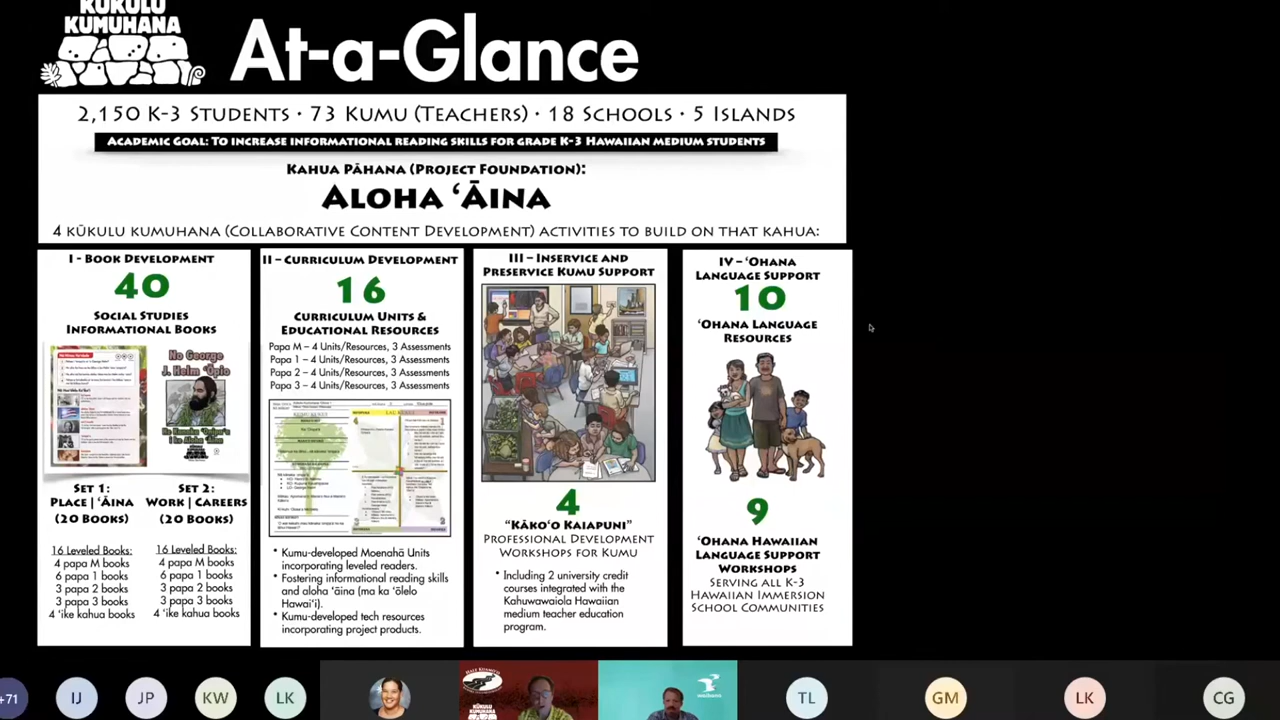 KŪKULU
KUMUHANA
At-a-Glance
2,150 K-3 Students · 73 Kumu (Teachers) · 18 Schools · 5 Islands
Academic Goal: To increase informational reading skills for grade K-3 Hawaiian medium students
Kahua Pāhana (Project Foundation):
Aloha ʻĀina
4 kūkulu kumuhana (Collaborative Content Development) activities to build on that kahua:
I - Book Development
40
Social Studies
Informational Books
No George
J. Helm ʻŌpio
Set 1:
Place | ʻĀina
(20 Books)
16 Leveled Books:
4 papa M books
6 papa 1 books
3 papa 2 books
3 papa 3 books
4 ʻike kahua books
Set 2:
Work | Careers
(20 Books)
16 Leveled Books:
4 papa M books
6 papa 1 books
3 papa 2 books
3 papa 3 books
4 ʻike kahua books
II – Curriculum Development
16
Curriculum Units &
Educational Resources
Papa M – 4 Units/Resources, 3 Assessments
Papa 1 – 4 Units/Resources, 3 Assessments
Papa 2 – 4 Units/Resources, 3 Assessments
Papa 3 – 4 Units/Resources, 3 Assessments
• Kumu-developed Moenahā Units
incorporating leveled readers.
• Fostering informational reading skills
and aloha ʻāina (ma ka ʻōlelo
Hawaiʻi).
• Kumu-developed tech resources
incorporating project products.
III – Inservice and
Preservice Kumu Support
4
“Kākoʻo Kaiapuni”
Professional Development
Workshops for Kumu
• Including 2 university credit
courses integrated with the
Kahuwawaiola Hawaiian
medium teacher education
program.
IV – ʻOhana
Language Support
10
ʻOhana Language
Resources
9
ʻOhana Hawaiian
Language Support
Workshops
Serving all K-3
Hawaiian Immersion
School Communities
+71
IJ
JP
KW
LK
KŪKULU
KUMUHANA
TL
GM
LK
CG